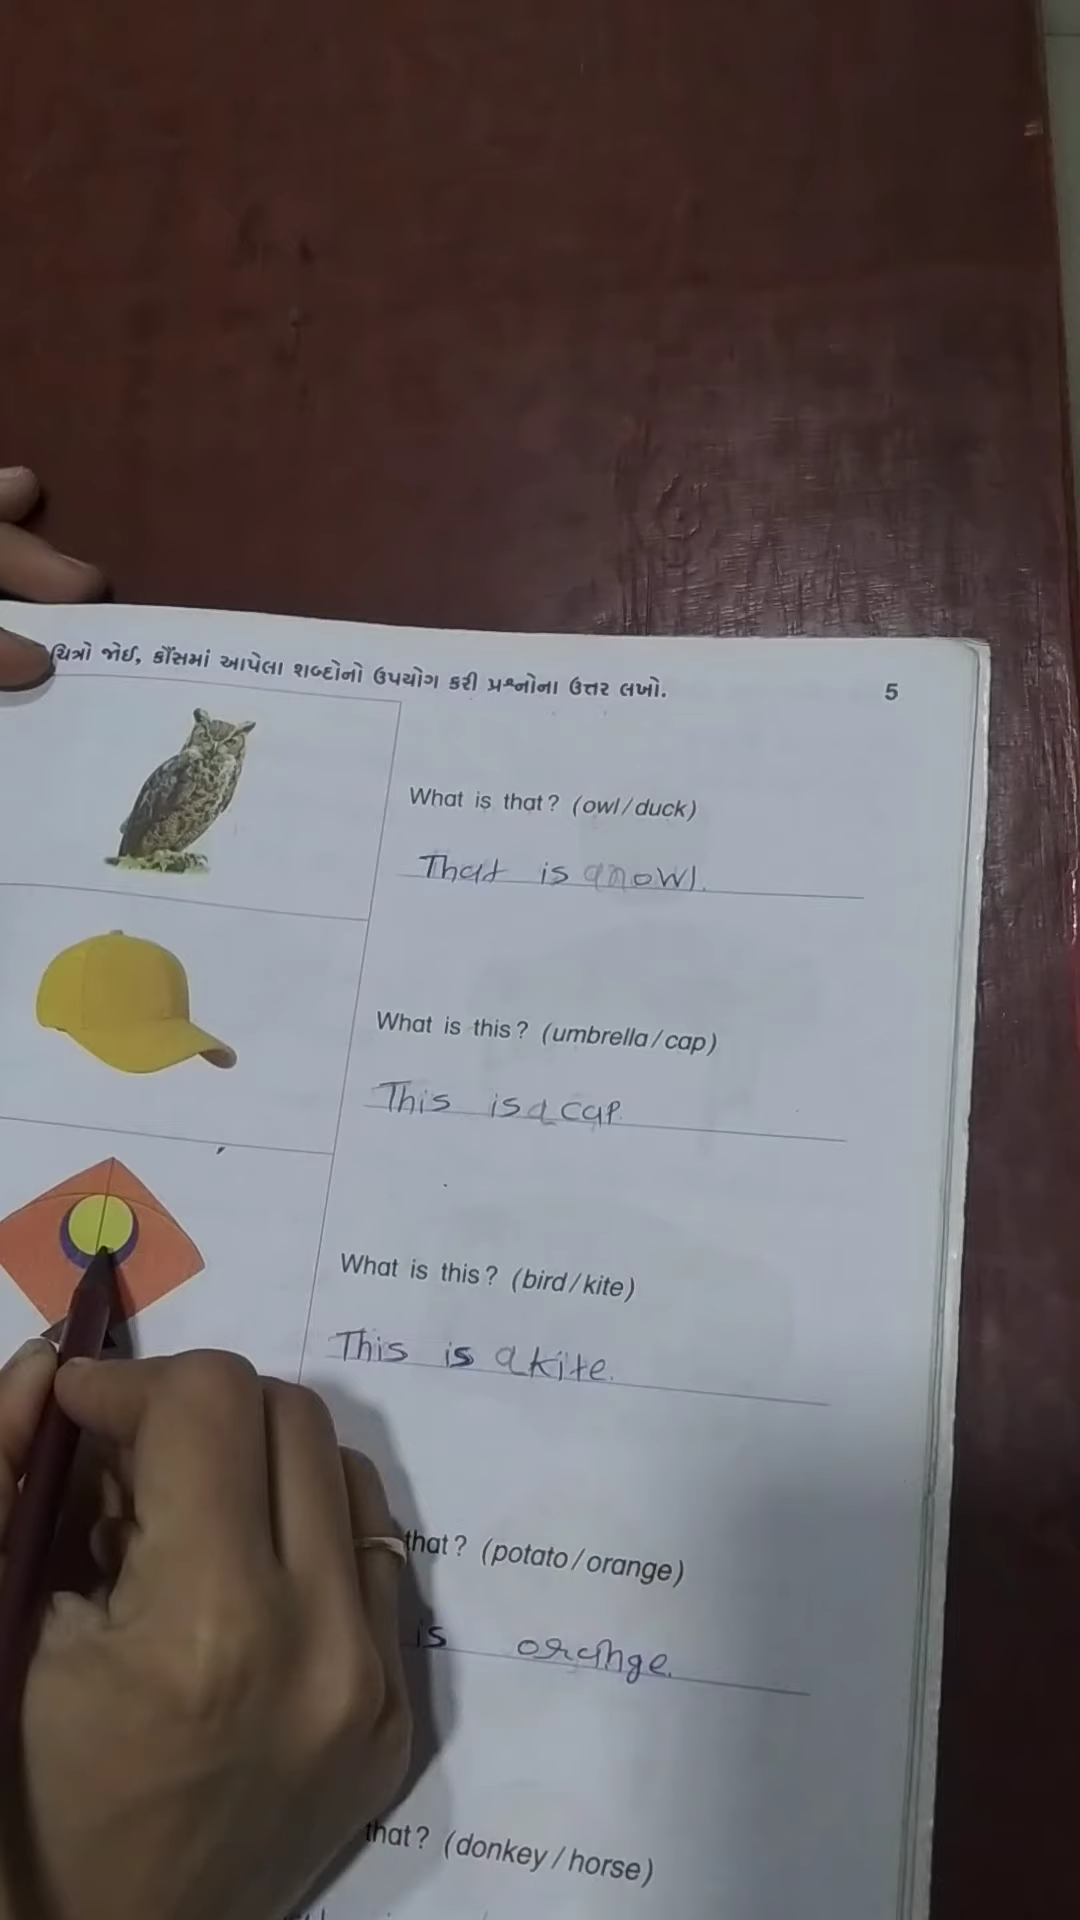 ચિત્રો જોઈ, કૌંસમાં આપેલા શબ્દોનો ઉપયોગ કરી પ્રશ્નોના ઉત્તર લખો.
5
What is that? (owl/duck)
That is an owl.
What is this? (umbrella/cap)
This is a cap.
What is this? (bird/kite)
This is a kite.
that? (potato/orange)
is orange.
that? (donkey/horse)